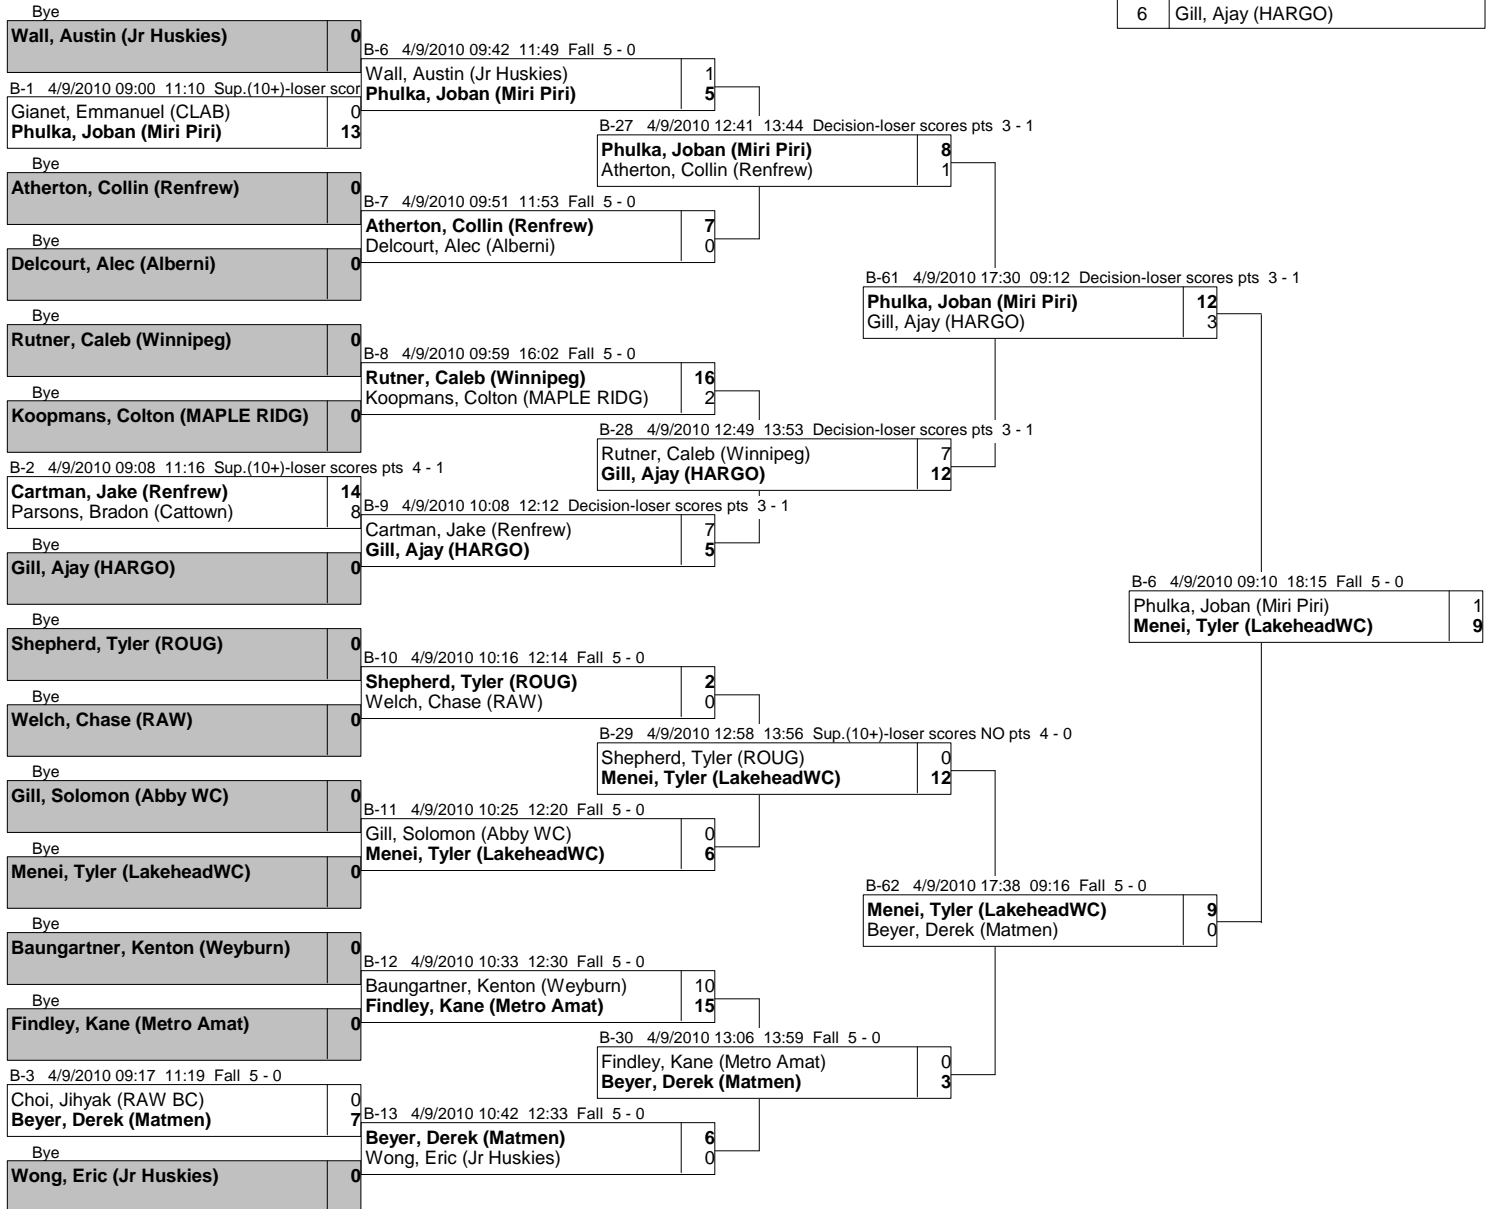 6 Gill, Ajay (HARGO)
Bye
Wall, Austin (Jr Huskies) 0
B-1 4/9/2010 09:00 11:10 Sup.(10+)-loser scor
Gianet, Emmanuel (CLAB) 0
Phulka, Joban (Miri Piri) 13
Bye
Atherton, Collin (Renfrew) 0
Bye
Delcourt, Alec (Alberni) 0
Bye
Rutner, Caleb (Winnipeg) 0
Bye
Koopmans, Colton (MAPLE RIDG) 0
B-2 4/9/2010 09:08 11:16 Sup.(10+)-loser scores pts 4 - 1
Cartman, Jake (Renfrew) 14
Parsons, Bradon (Cattown) 8
Bye
Gill, Ajay (HARGO) 0
Bye
Shepherd, Tyler (ROUG) 0
Bye
Welch, Chase (RAW) 0
Bye
Gill, Solomon (Abby WC) 0
Bye
Menei, Tyler (LakeheadWC) 0
Bye
Baungartner, Kenton (Weyburn) 0
Bye
Findley, Kane (Metro Amat) 0
B-3 4/9/2010 09:17 11:19 Fall 5 - 0
Choi, Jihyak (RAW BC) 0
Beyer, Derek (Matmen) 7
Bye
Wong, Eric (Jr Huskies) 0
B-6 4/9/2010 09:42 11:49 Fall 5 - 0
Wall, Austin (Jr Huskies) 1
Phulka, Joban (Miri Piri) 5
B-7 4/9/2010 09:51 11:53 Fall 5 - 0
Atherton, Collin (Renfrew) 7
Delcourt, Alec (Alberni) 0
B-8 4/9/2010 09:59 16:02 Fall 5 - 0
Rutner, Caleb (Winnipeg) 16
Koopmans, Colton (MAPLE RIDG) 2
B-9 4/9/2010 10:08 12:12 Decision-loser scores pts 3 - 1
Cartman, Jake (Renfrew) 7
Gill, Ajay (HARGO) 5
B-10 4/9/2010 10:16 12:14 Fall 5 - 0
Shepherd, Tyler (ROUG) 2
Welch, Chase (RAW) 0
B-11 4/9/2010 10:25 12:20 Fall 5 - 0
Gill, Solomon (Abby WC) 0
Menei, Tyler (LakeheadWC) 6
B-12 4/9/2010 10:33 12:30 Fall 5 - 0
Baungartner, Kenton (Weyburn) 10
Findley, Kane (Metro Amat) 15
B-13 4/9/2010 10:42 12:33 Fall 5 - 0
Beyer, Derek (Matmen) 6
Wong, Eric (Jr Huskies) 0
B-27 4/9/2010 12:41 13:44 Decision-loser scores pts 3 - 1
Phulka, Joban (Miri Piri) 8
Atherton, Collin (Renfrew) 1
B-28 4/9/2010 12:49 13:53 Decision-loser scores pts 3 - 1
Rutner, Caleb (Winnipeg) 7
Gill, Ajay (HARGO) 12
B-29 4/9/2010 12:58 13:56 Sup.(10+)-loser scores NO pts 4 - 0
Shepherd, Tyler (ROUG) 0
Menei, Tyler (LakeheadWC) 12
B-30 4/9/2010 13:06 13:59 Fall 5 - 0
Findley, Kane (Metro Amat) 0
Beyer, Derek (Matmen) 3
B-61 4/9/2010 17:30 09:12 Decision-loser scores pts 3 - 1
Phulka, Joban (Miri Piri) 12
Gill, Ajay (HARGO) 3
B-62 4/9/2010 17:38 09:16 Fall 5 - 0
Menei, Tyler (LakeheadWC) 9
Beyer, Derek (Matmen) 0
B-6 4/9/2010 09:10 18:15 Fall 5 - 0
Phulka, Joban (Miri Piri) 1
Menei, Tyler (LakeheadWC) 9